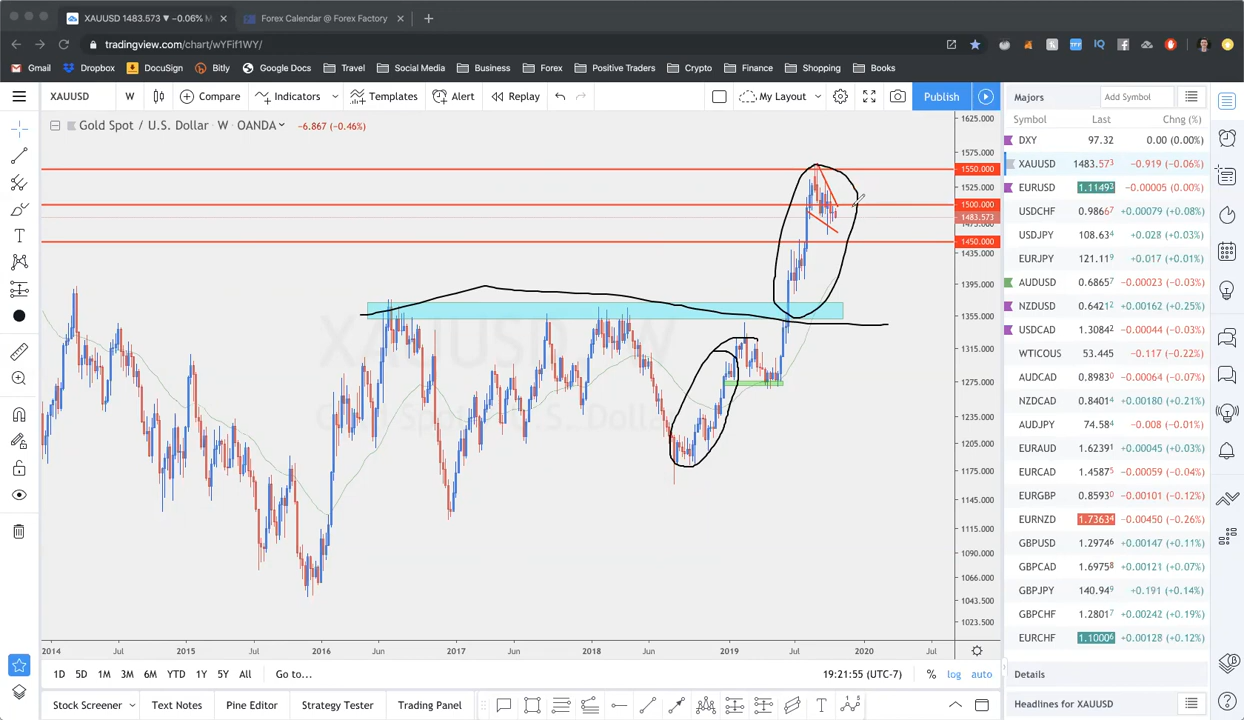 XAUUSD 1483.573 ▼ −0.06% M
Forex Calendar @ Forex Factory
tradingview.com/chart/wYFif1WY/
Gmail Dropbox DocuSign Bitly Google Docs Travel Social Media Business Forex Positive Traders Crypto Finance Shopping Books
XAUUSD W Compare Indicators Templates Alert Replay My Layout Publish
Gold Spot / U.S. Dollar W OANDA -6.867 (-0.46%)
1625.000
1575.000
1550.000
1525.000
1500.000
1483.573
1475.000
1450.000
1435.000
1395.000
1355.000
1315.000
1275.000
1235.000
1205.000
1175.000
1145.000
1115.000
1090.000
1066.000
1043.500
1022.500
XAUUSD, W
Gold Spot / U.S. Dollar
2014 Jul 2015 Jul 2016 Jun 2017 Jun 2018 Jun 2019 Jul 2020 Jul
1D 5D 1M 3M 6M YTD 1Y 5Y All Go to... 19:21:55 (UTC-7) % log auto
Stock Screener Text Notes Pine Editor Strategy Tester Trading Panel
Majors Add Symbol
Symbol Last Chng (%)
DXY 97.32 0.00 (0.00%)
XAUUSD 1483.573 −0.919 (−0.06%)
EURUSD 1.11493 −0.00005 (0.00%)
USDCHF 0.98667 +0.00079 (+0.08%)
USDJPY 108.634 +0.028 (+0.03%)
EURJPY 121.119 +0.017 (+0.01%)
AUDUSD 0.68657 −0.00023 (−0.03%)
NZDUSD 0.64212 +0.00162 (+0.25%)
USDCAD 1.30842 −0.00044 (−0.03%)
WTICOUS 53.445 −0.117 (−0.22%)
AUDCAD 0.89830 −0.00064 (−0.07%)
NZDCAD 0.84014 +0.00180 (+0.21%)
AUDJPY 74.584 −0.008 (−0.01%)
EURAUD 1.62391 +0.00045 (+0.03%)
EURCAD 1.45875 −0.00059 (−0.04%)
EURGBP 0.85930 −0.00101 (−0.12%)
EURNZD 1.73634 −0.00450 (−0.26%)
GBPUSD 1.29746 +0.00147 (+0.11%)
GBPCAD 1.69758 +0.00121 (+0.07%)
GBPJPY 140.949 +0.191 (+0.14%)
GBPCHF 1.28017 +0.00242 (+0.19%)
EURCHF 1.10006 +0.00128 (+0.12%)
Details
Headlines for XAUUSD